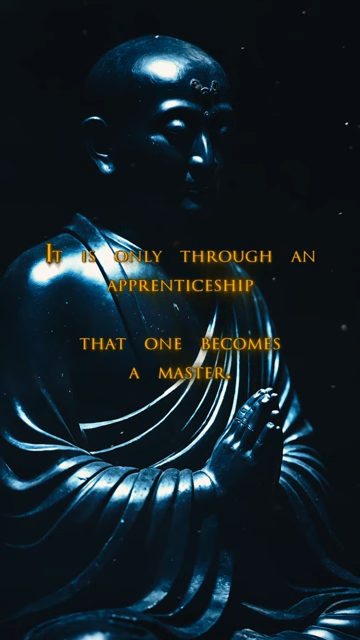 It is only through an
apprenticeship
that one becomes
a master.